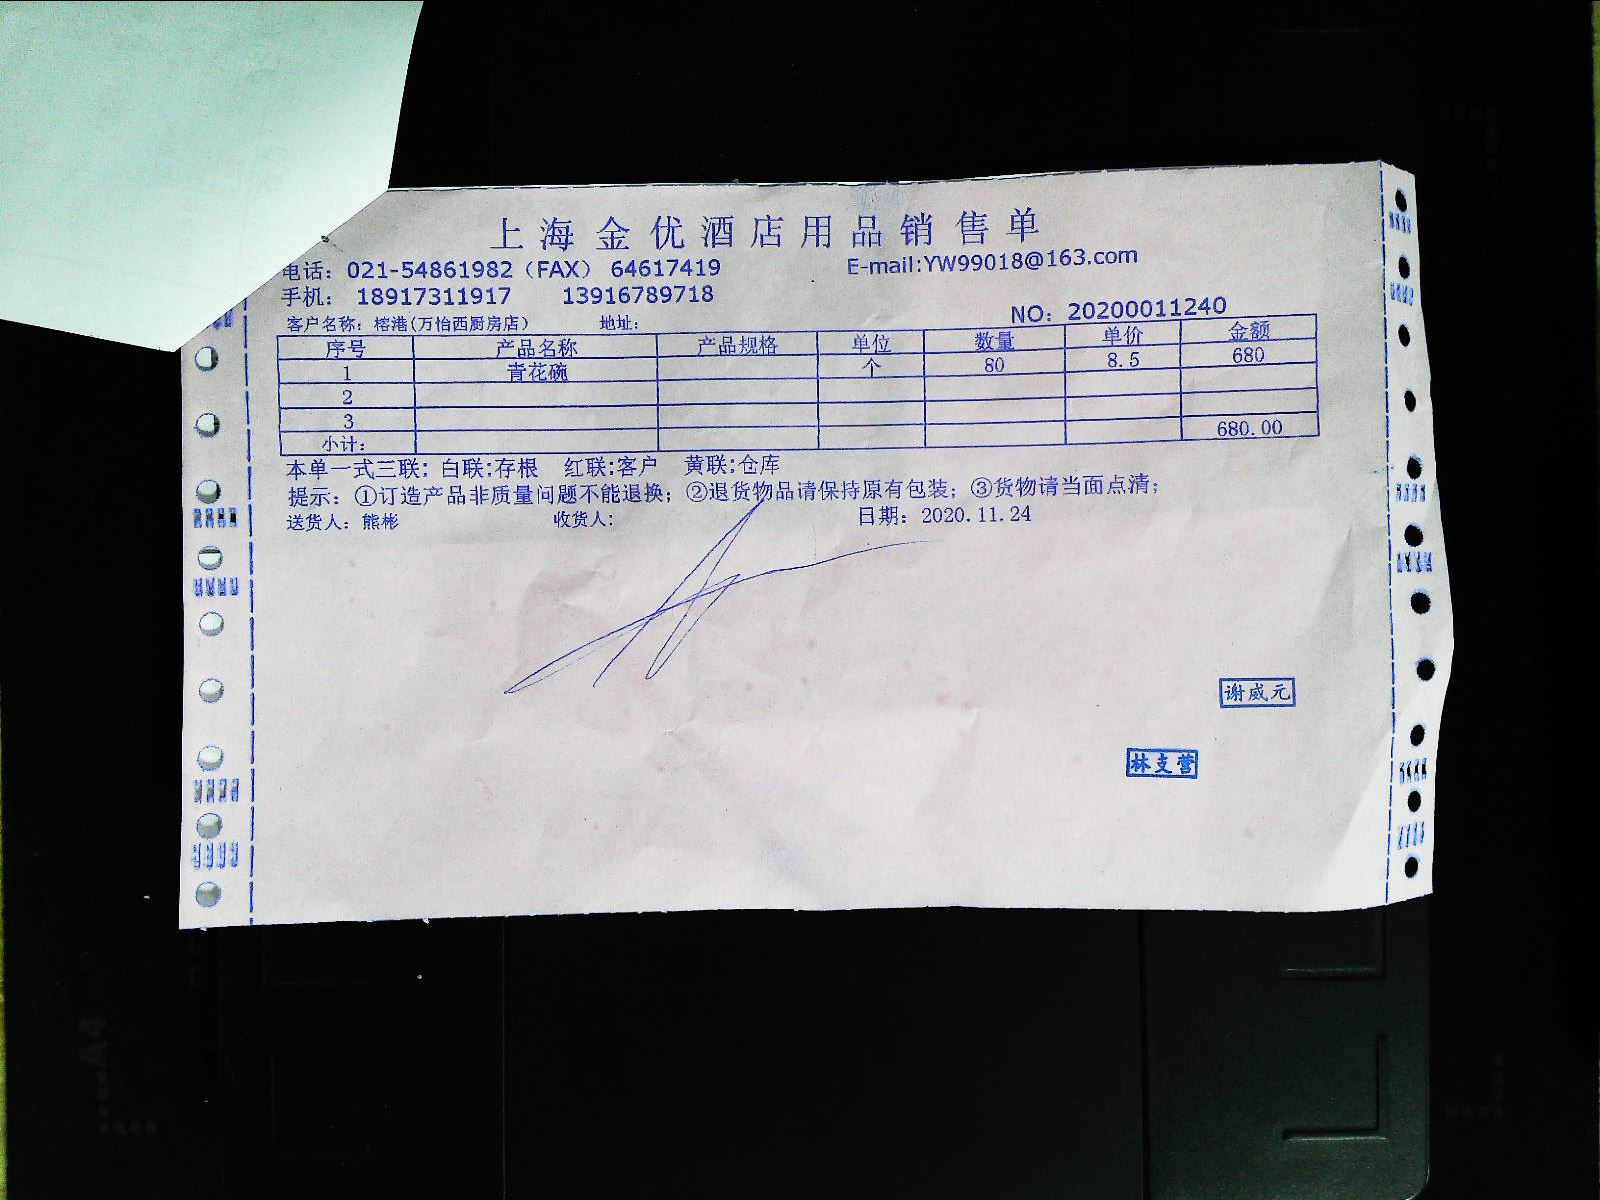 上海金优酒店用品销售单
电话：021-54861982（FAX） 64617419 E-mail:YW99018@163.com
手机： 18917311917 13916789718
NO：20200011240
客户名称：榕港(万怡西厨房店） 地址：
序号 产品名称 产品规格 单位 数量 单价 金额
1 青花碗 个 80 8.5 680
2
3
小计： 680.00
本单一式三联：白联:存根 红联:客户 黄联:仓库
提示：①订造产品非质量问题不能退换；②退货物品请保持原有包装；③货物请当面点清；
送货人：熊彬 收货人： 日期：2020.11.24
谢威元
林支营